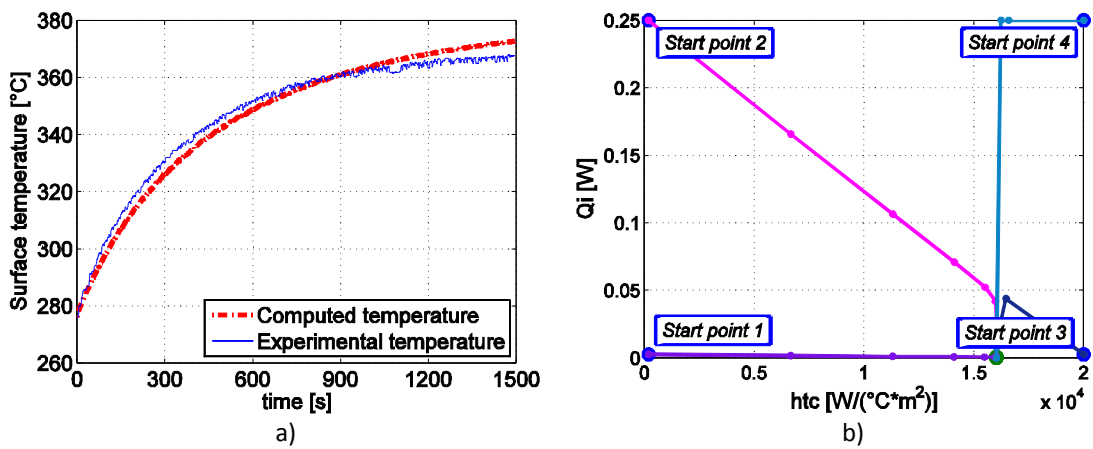 380
360
340
320
300
280
260
Surface temperature [°C]
Computed temperature
Experimental temperature
0 300 600 900 1200 1500
time [s]
a)
0.25
0.2
0.15
0.1
0.05
0
Qi [W]
Start point 2
Start point 4
Start point 1
Start point 3
0 0.5 1 1.5 2
htc [W/(°C*m²)]
x 10⁴
b)